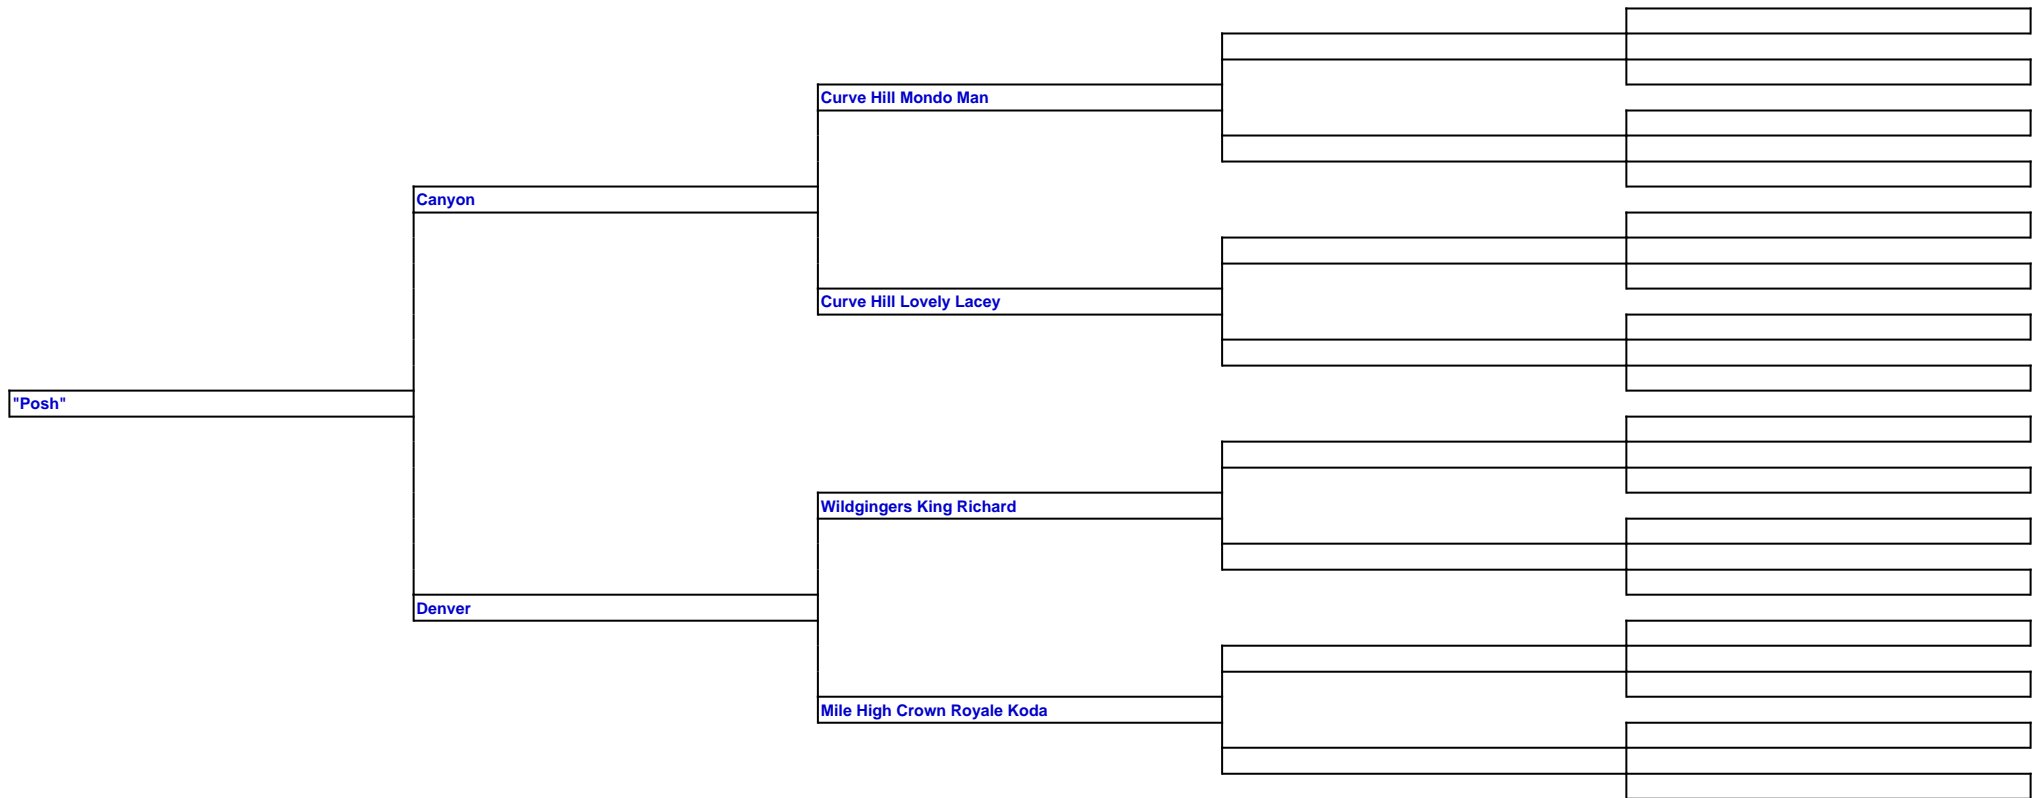 Curve Hill Mondo Man
Canyon
Curve Hill Lovely Lacey
"Posh"
Wildgingers King Richard
Denver
Mile High Crown Royale Koda